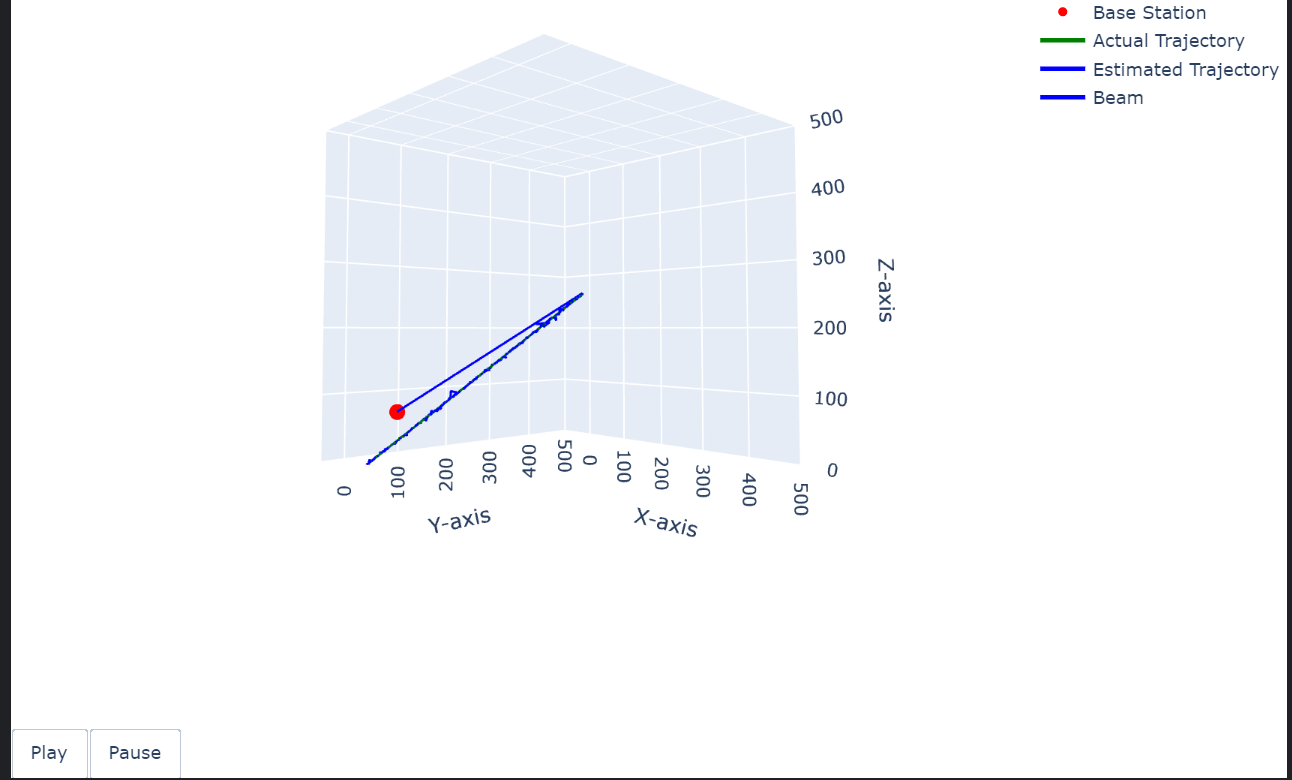 Base Station
Actual Trajectory
Estimated Trajectory
Beam
500
400
300
200
100
0
Z-axis
0
100
200
300
400
500
Y-axis
0
100
200
300
400
500
X-axis
Play
Pause